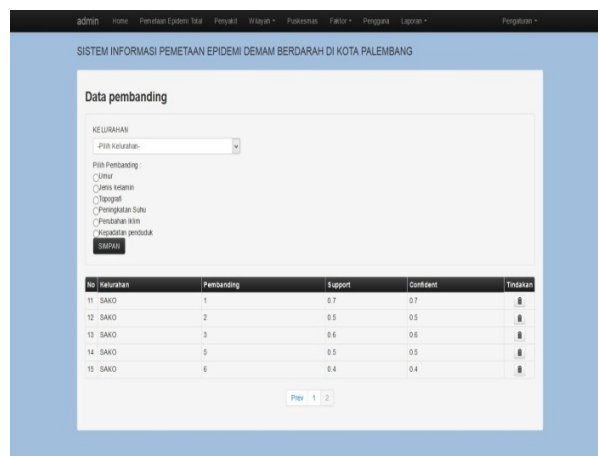 admin Home Pemetaan Epidemi Total Penyakit Wilayah Puskesmas Faktor Pengguna Laporan Pengaturan
SISTEM INFORMASI PEMETAAN EPIDEMI DEMAM BERDARAH DI KOTA PALEMBANG
Data pembanding
KELURAHAN
-Pilih Kelurahan-
Pilih Pembanding :
Umur
Jenis kelamin
Topografi
Peningkatan Suhu
Perubahan Iklim
Kepadatan penduduk
SIMPAN
No Kelurahan Pembanding Support Confident Tindakan
11 SAKO 1 0.7 0.7
12 SAKO 2 0.5 0.5
13 SAKO 3 0.6 0.6
14 SAKO 5 0.5 0.5
15 SAKO 6 0.4 0.4
Prev 1 2